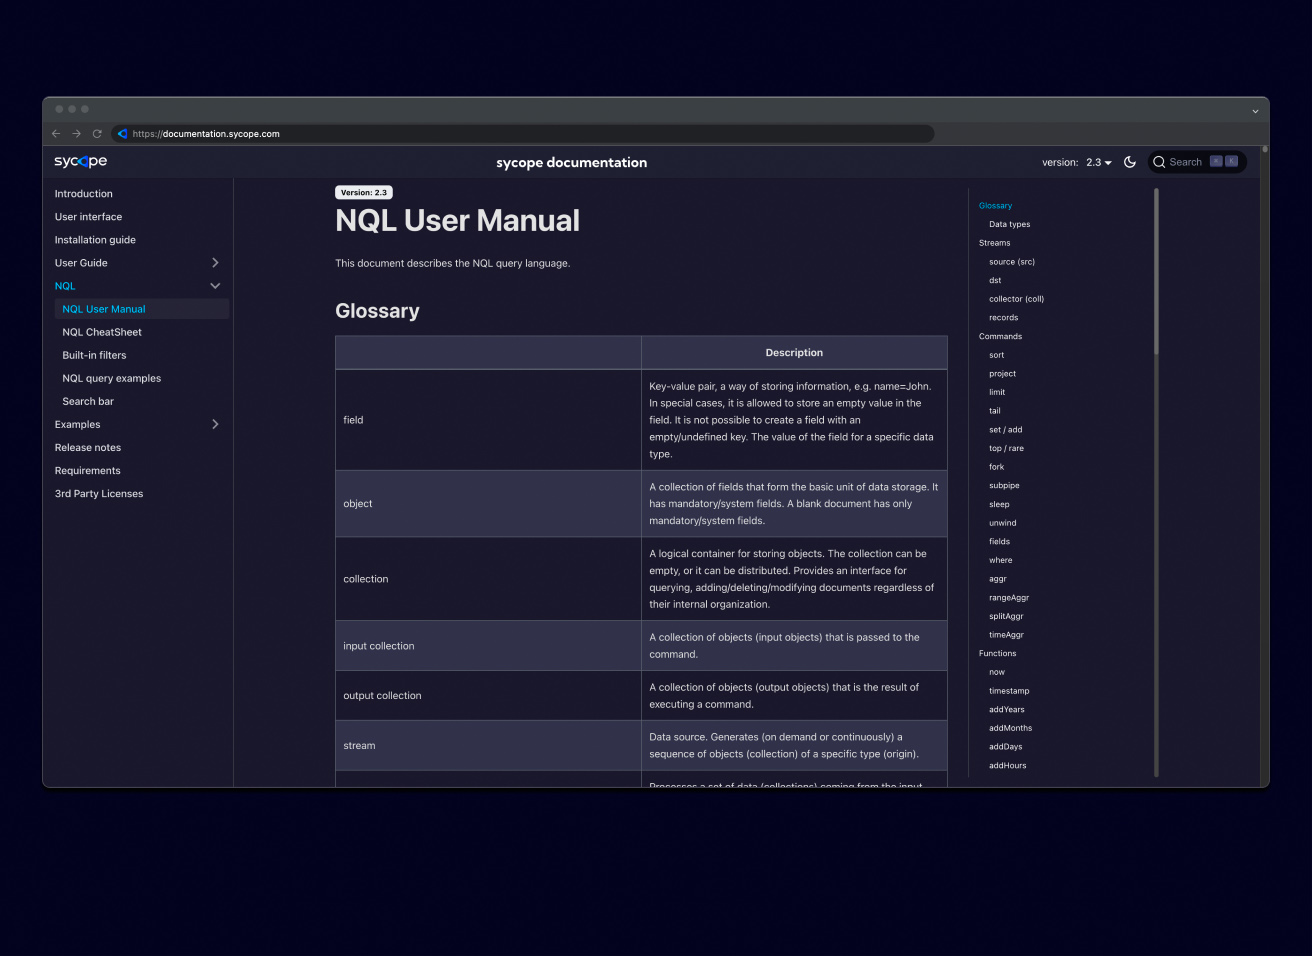 https://documentation.sycope.com
sycope
sycope documentation
version: 2.3
Search
K
Introduction
User interface
Installation guide
User Guide
NQL
NQL User Manual
NQL CheatSheet
Built-in filters
NQL query examples
Search bar
Examples
Release notes
Requirements
3rd Party Licenses
Version: 2.3
NQL User Manual
This document describes the NQL query language.
Glossary
Description
field
Key-value pair, a way of storing information, e.g. name=John.
In special cases, it is allowed to store an empty value in the
field. It is not possible to create a field with an
empty/undefined key. The value of the field for a specific data
type.
object
A collection of fields that form the basic unit of data storage. It
has mandatory/system fields. A blank document has only
mandatory/system fields.
collection
A logical container for storing objects. The collection can be
empty, or it can be distributed. Provides an interface for
querying, adding/deleting/modifying documents regardless of
their internal organization.
input collection
A collection of objects (input objects) that is passed to the
command.
output collection
A collection of objects (output objects) that is the result of
executing a command.
stream
Data source. Generates (on demand or continuously) a
sequence of objects (collection) of a specific type (origin).
Processes a set of data (collections) coming from the input
Glossary
Data types
Streams
source (src)
dst
collector (coll)
records
Commands
sort
project
limit
tail
set / add
top / rare
fork
subpipe
sleep
unwind
fields
where
aggr
rangeAggr
splitAggr
timeAggr
Functions
now
timestamp
addYears
addMonths
addDays
addHours